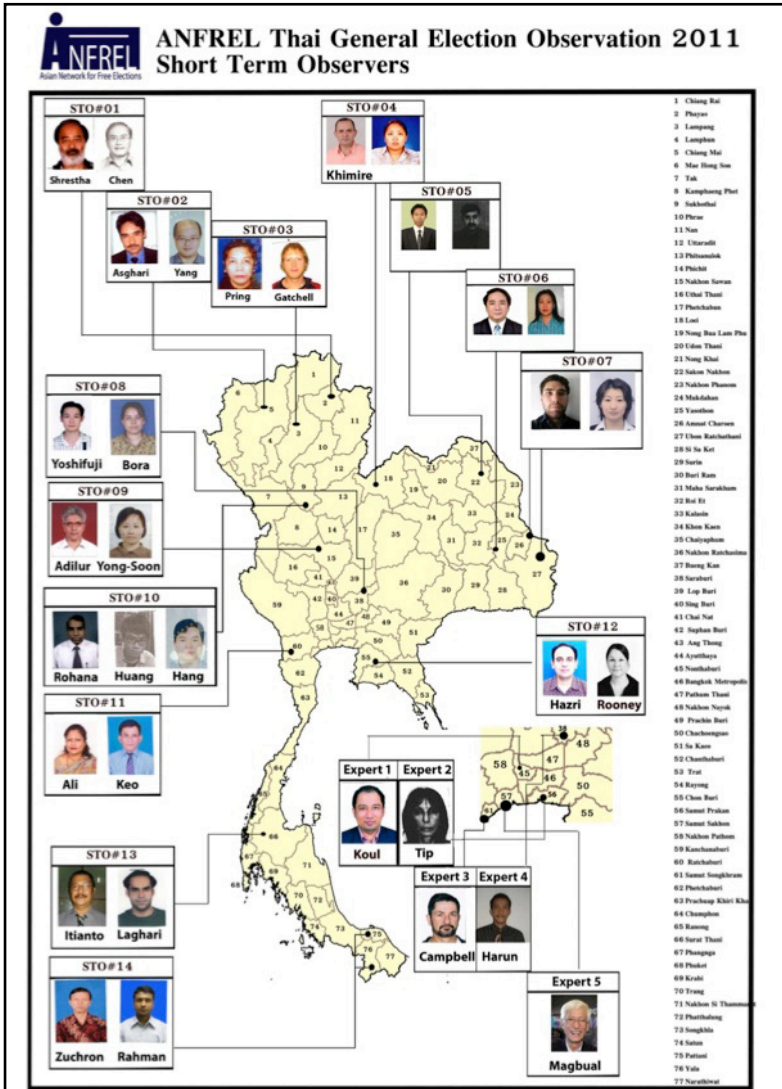 ANFREL
Asian Network for Free Elections
ANFREL Thai General Election Observation 2011
Short Term Observers
STO#01
Shrestha Chen
STO#02
Asghari Yang
STO#03
Pring Gatchell
STO#04
Khimire
STO#05
STO#06
STO#07
STO#08
Yoshifuji Bora
STO#09
Adilur Yong-Soon
STO#10
Rohana Huang Hang
STO#11
Ali Keo
STO#12
Hazri Rooney
STO#13
Itianto Laghari
STO#14
Zuchron Rahman
Expert 1 Expert 2
Koul Tip
Expert 3 Expert 4
Campbell Harun
Expert 5
Magbual
1 Chiang Rai
2 Phayao
3 Lampang
4 Lamphun
5 Chiang Mai
6 Mae Hong Son
7 Tak
8 Kamphaeng Phet
9 Sukhothai
10 Phrae
11 Nan
12 Uttaradit
13 Phitsanulok
14 Phichit
15 Nakhon Sawan
16 Uthai Thani
17 Phetchabun
18 Loei
19 Nong Bua Lam Phu
20 Udon Thani
21 Nong Khai
22 Sakon Nakhon
23 Nakhon Phanom
24 Mukdahan
25 Yasothon
26 Amnat Charoen
27 Ubon Ratchathani
28 Si Sa Ket
29 Surin
30 Buri Ram
31 Maha Sarakham
32 Roi Et
33 Kalasin
34 Khon Kaen
35 Chaiyaphum
36 Nakhon Ratchasima
37 Bueng Kan
38 Saraburi
39 Lop Buri
40 Sing Buri
41 Chai Nat
42 Suphan Buri
43 Ang Thong
44 Ayutthaya
45 Nonthaburi
46 Bangkok Metropolis
47 Pathum Thani
48 Nakhon Nayok
49 Prachin Buri
50 Chachoengsao
51 Sa Kaeo
52 Chanthaburi
53 Trat
54 Rayong
55 Chon Buri
56 Samut Prakan
57 Samut Sakhon
58 Nakhon Pathom
59 Kanchanaburi
60 Ratchaburi
61 Samut Songkhram
62 Phetchaburi
63 Prachuap Khiri Kha
64 Chumphon
65 Ranong
66 Surat Thani
67 Phangnga
68 Phuket
69 Krabi
70 Trang
71 Nakhon Si Thammarat
72 Phatthalung
73 Songkhla
74 Satun
75 Pattani
76 Yala
77 Narathiwat